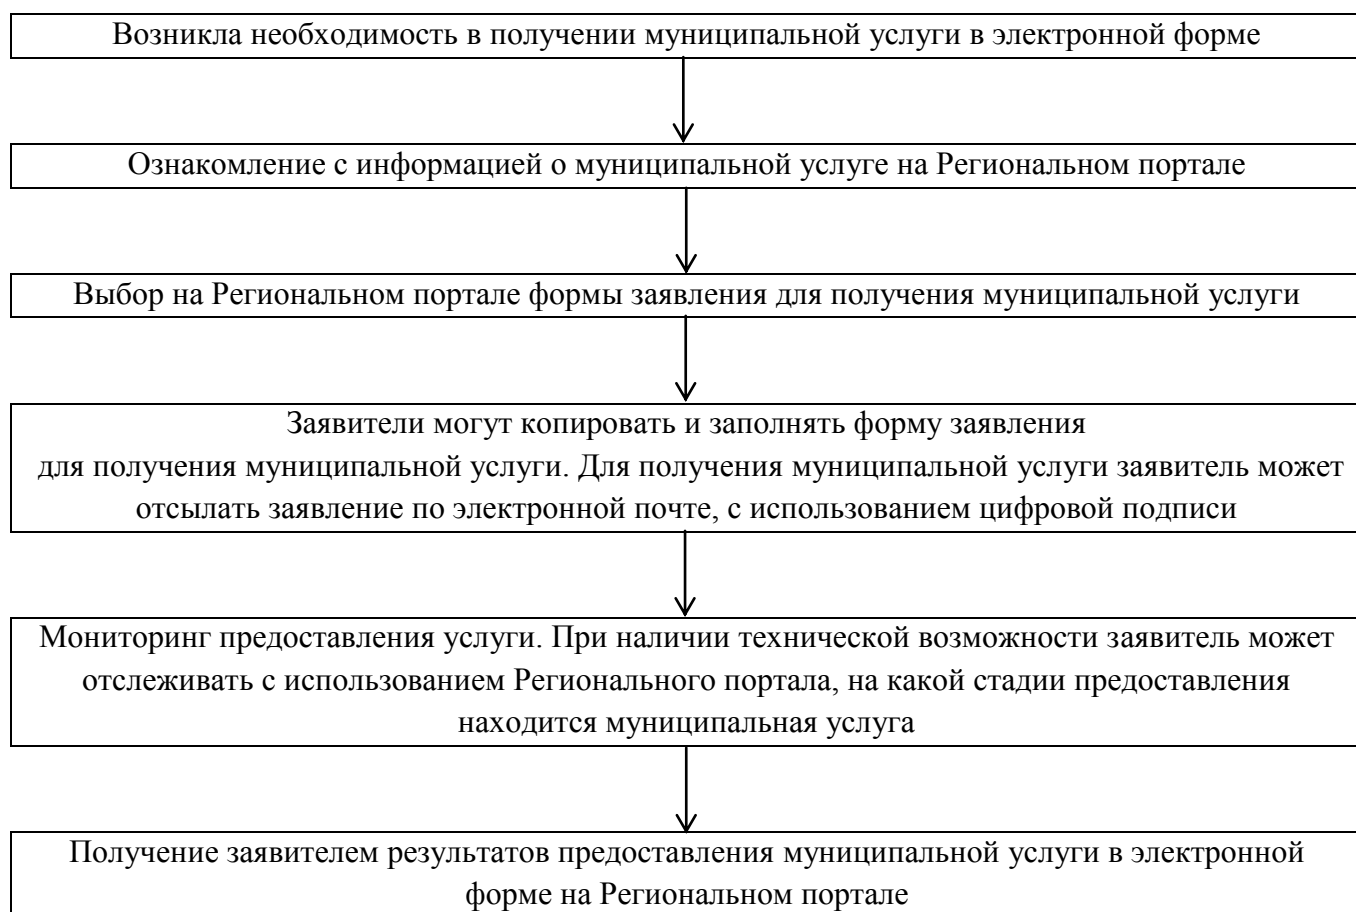 Возникла необходимость в получении муниципальной услуги в электронной форме
Ознакомление с информацией о муниципальной услуге на Региональном портале
Выбор на Региональном портале формы заявления для получения муниципальной услуги
Заявители могут копировать и заполнять форму заявления
для получения муниципальной услуги. Для получения муниципальной услуги заявитель может
отсылать заявление по электронной почте, с использованием цифровой подписи
Мониторинг предоставления услуги. При наличии технической возможности заявитель может
отслеживать с использованием Регионального портала, на какой стадии предоставления
находится муниципальная услуга
Получение заявителем результатов предоставления муниципальной услуги в электронной
форме на Региональном портале